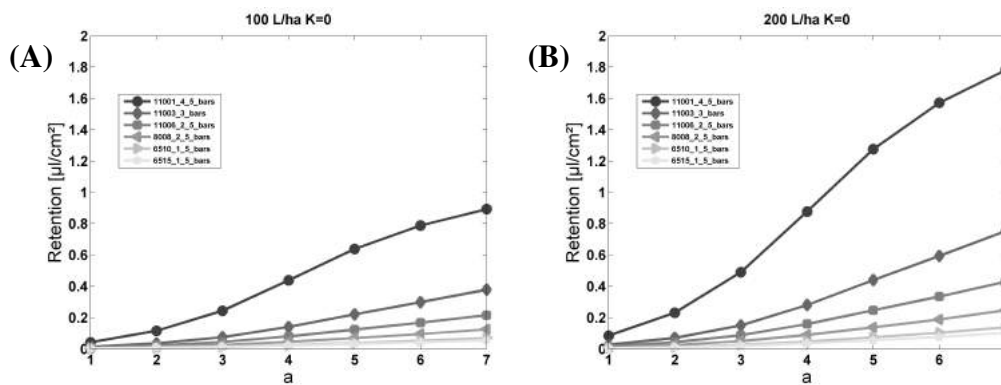 (A)
100 L/ha K=0
Retention [µl/cm²]
2
1.8
1.6
1.4
1.2
1
0.8
0.6
0.4
0.2
0
11001_4_5_bars
11003_3_bars
11006_2_5_bars
8008_2_5_bars
6510_1_5_bars
6515_1_5_bars
1 2 3 4 5 6 7
a
(B)
200 L/ha K=0
Retention [µl/cm²]
2
1.8
1.6
1.4
1.2
1
0.8
0.6
0.4
0.2
0
11001_4_5_bars
11003_3_bars
11006_2_5_bars
8008_2_5_bars
6510_1_5_bars
6515_1_5_bars
1 2 3 4 5 6
a